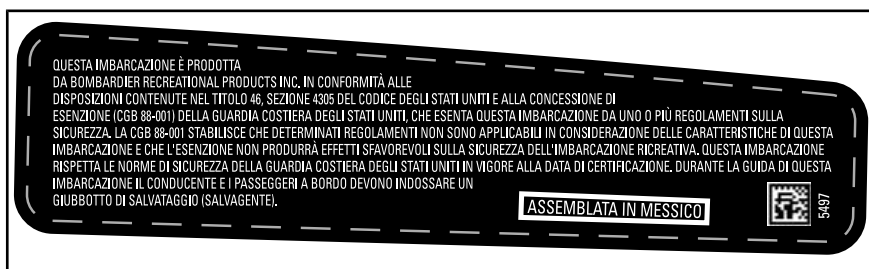 QUESTA IMBARCAZIONE È PRODOTTA
DA BOMBARDIER RECREATIONAL PRODUCTS INC. IN CONFORMITÀ ALLE
DISPOSIZIONI CONTENUTE NEL TITOLO 46, SEZIONE 4305 DEL CODICE DEGLI STATI UNITI E ALLA CONCESSIONE DI
ESENZIONE (CGB 88-001) DELLA GUARDIA COSTIERA DEGLI STATI UNITI, CHE ESENTA QUESTA IMBARCAZIONE DA UNO O PIÙ REGOLAMENTI SULLA
SICUREZZA. LA CGB 88-001 STABILISCE CHE DETERMINATI REGOLAMENTI NON SONO APPLICABILI IN CONSIDERAZIONE DELLE CARATTERISTICHE DI QUESTA
IMBARCAZIONE E CHE L'ESENZIONE NON PRODURRÀ EFFETTI SFAVOREVOLI SULLA SICUREZZA DELL'IMBARCAZIONE RICREATIVA. QUESTA IMBARCAZIONE
RISPETTA LE NORME DI SICUREZZA DELLA GUARDIA COSTIERA DEGLI STATI UNITI IN VIGORE ALLA DATA DI CERTIFICAZIONE. DURANTE LA GUIDA DI QUESTA
IMBARCAZIONE IL CONDUCENTE E I PASSEGGERI A BORDO DEVONO INDOSSARE UN
GIUBBOTTO DI SALVATAGGIO (SALVAGENTE).
ASSEMBLATA IN MESSICO
5497